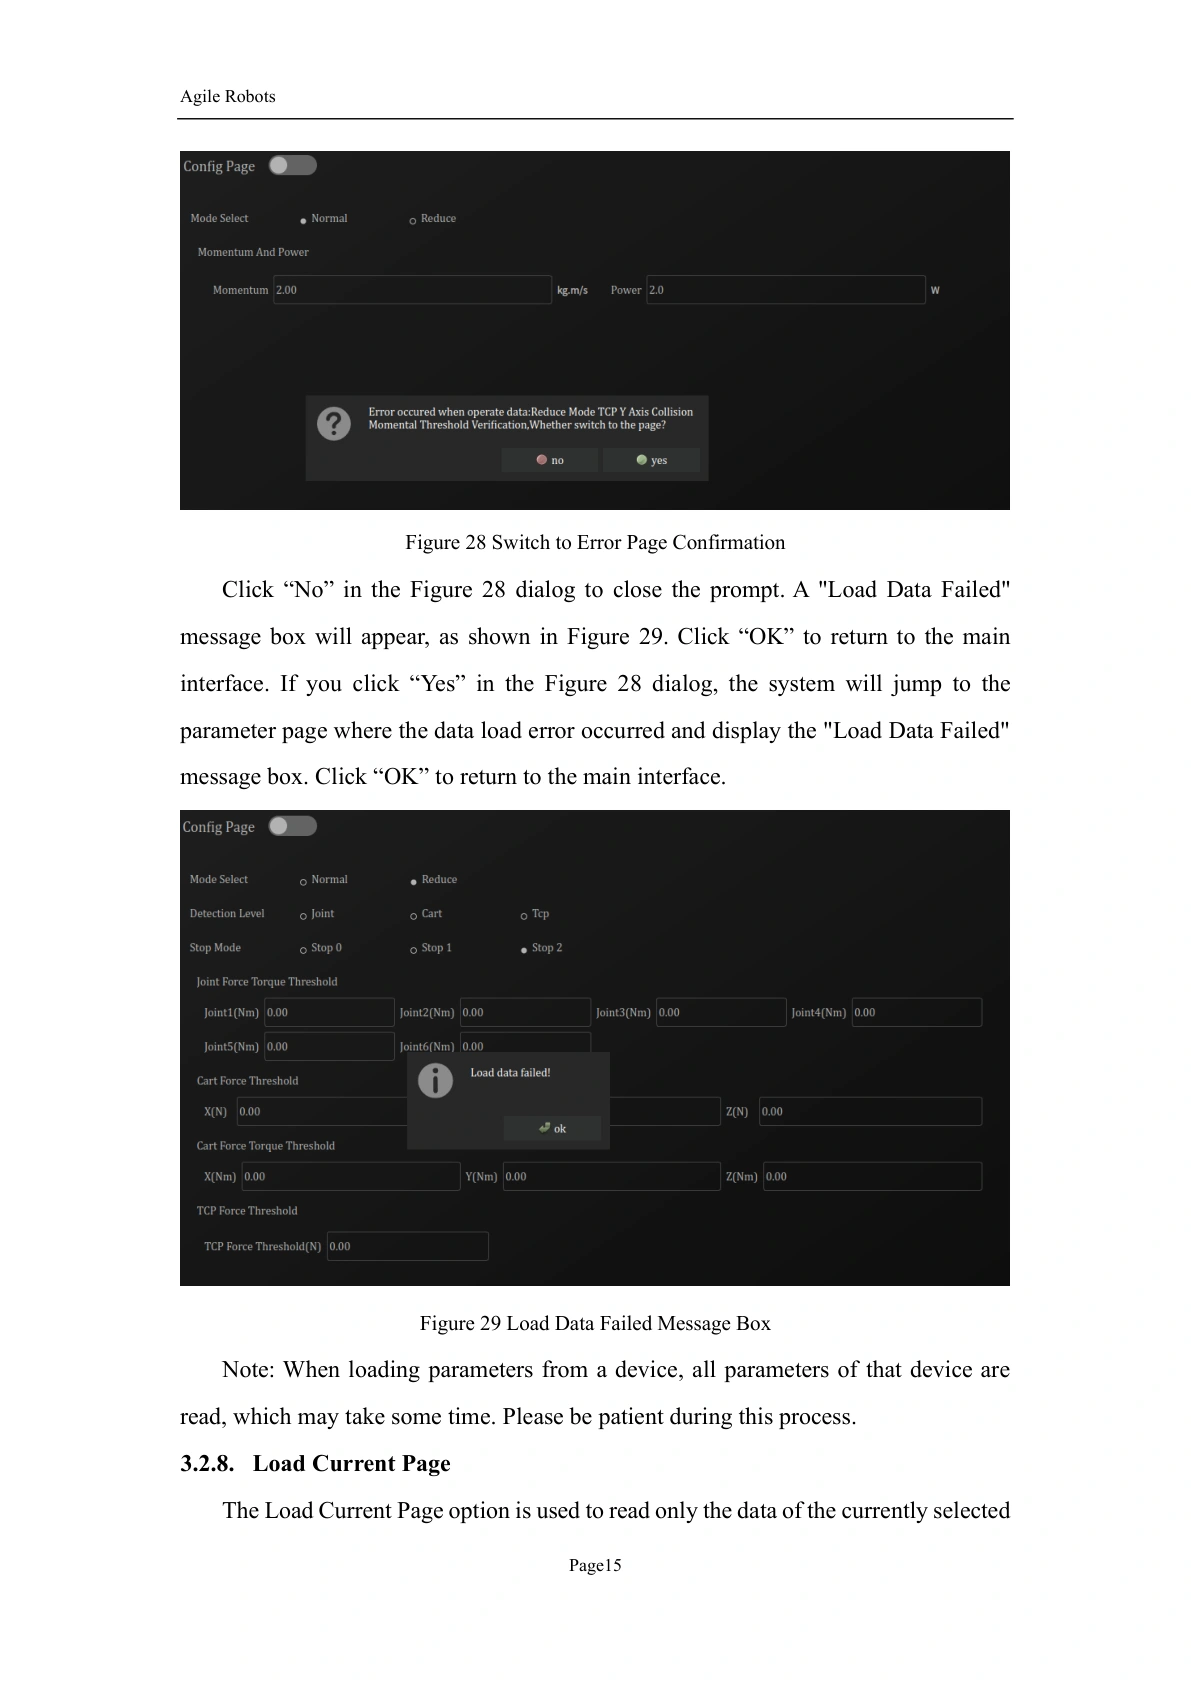 Agile Robots
Config Page
Mode Select Normal Reduce
Momentum And Power
Momentum 2.00 kg.m/s Power 2.0 W
Error occured when operate data:Reduce Mode TCP Y Axis Collision
Momental Threshold Verification,Whether switch to the page?
no yes
Figure 28 Switch to Error Page Confirmation
Click “No” in the Figure 28 dialog to close the prompt. A "Load Data Failed"
message box will appear, as shown in Figure 29. Click “OK” to return to the main
interface. If you click “Yes” in the Figure 28 dialog, the system will jump to the
parameter page where the data load error occurred and display the "Load Data Failed"
message box. Click “OK” to return to the main interface.
Config Page
Mode Select Normal Reduce
Detection Level Joint Cart Tcp
Stop Mode Stop 0 Stop 1 Stop 2
Joint Force Torque Threshold
Joint1(Nm) 0.00 Joint2(Nm) 0.00 Joint3(Nm) 0.00 Joint4(Nm) 0.00
Joint5(Nm) 0.00 Joint6(Nm) 0.00
Load data failed!
Cart Force Threshold
X(N) 0.00 Z(N) 0.00
ok
Cart Force Torque Threshold
X(Nm) 0.00 Y(Nm) 0.00 Z(Nm) 0.00
TCP Force Threshold
TCP Force Threshold(N) 0.00
Figure 29 Load Data Failed Message Box
Note: When loading parameters from a device, all parameters of that device are
read, which may take some time. Please be patient during this process.
3.2.8. Load Current Page
The Load Current Page option is used to read only the data of the currently selected
Page15